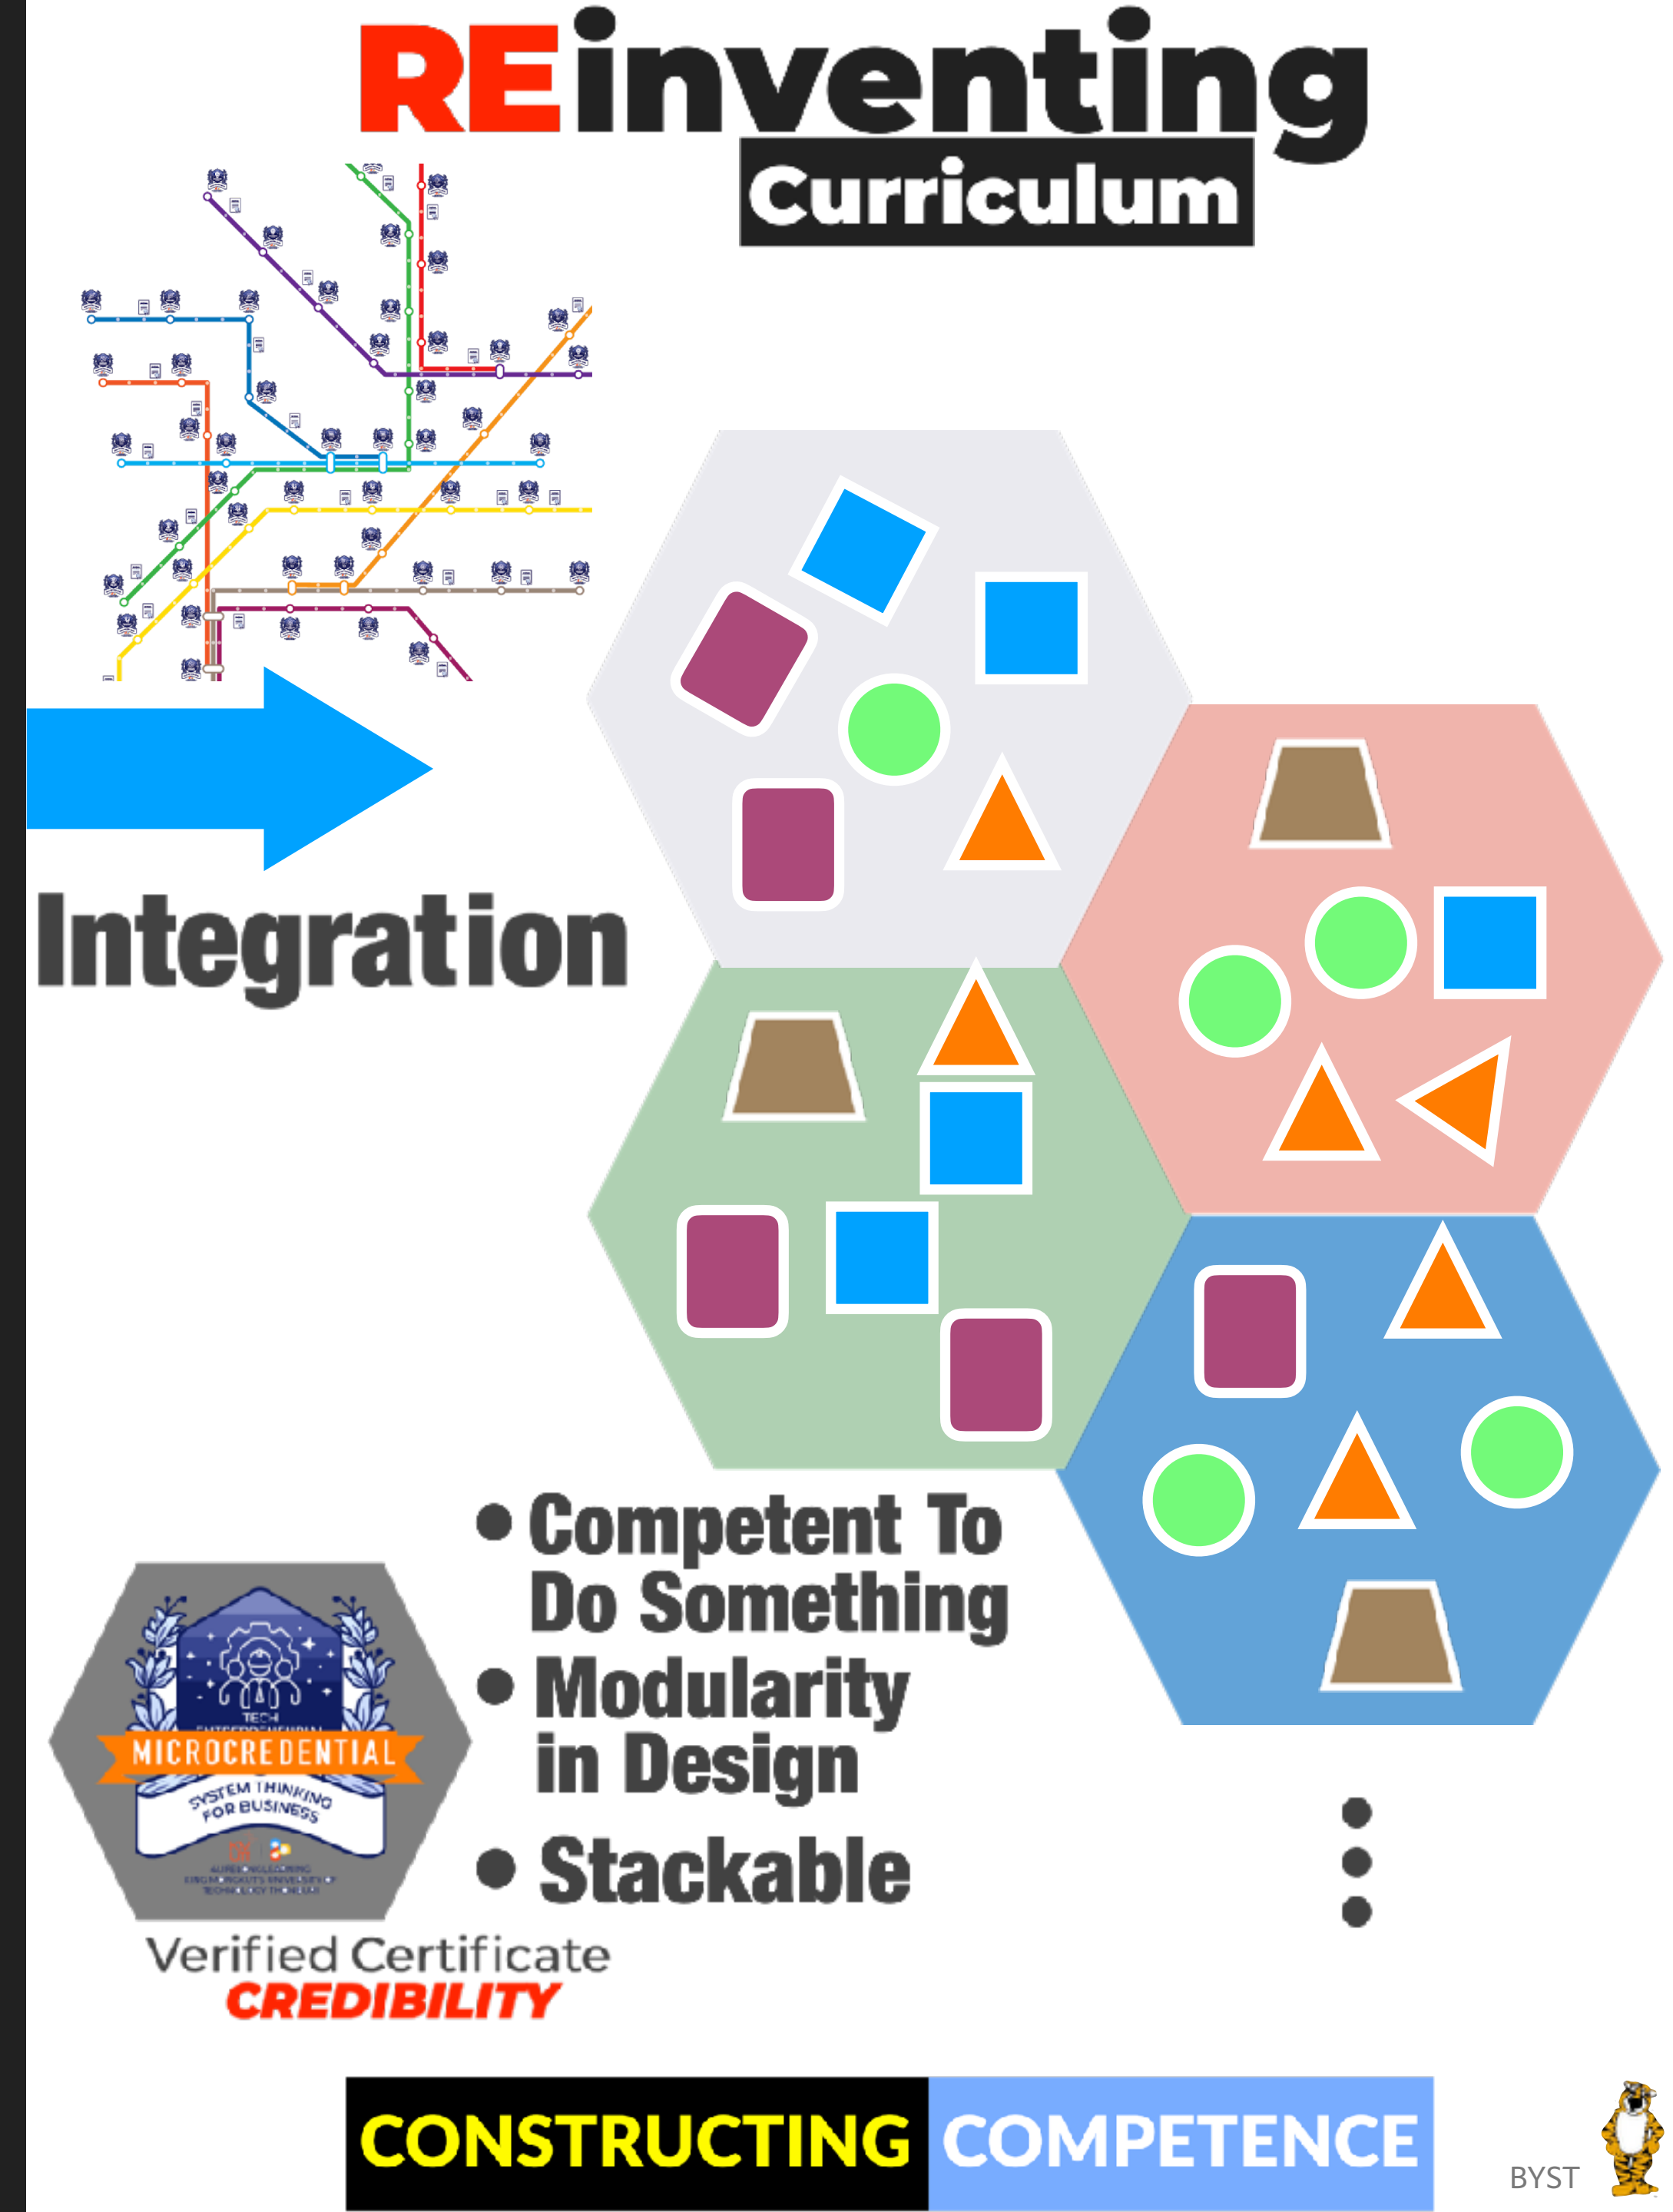 REinventing
Curriculum
Integration
• Competent To
Do Something
• Modularity
in Design
• Stackable
TECH
MICROCREDENTIAL
SYSTEM THINKING
FOR BUSINESS
Verified Certificate
CREDIBILITY
CONSTRUCTING COMPETENCE
BYST